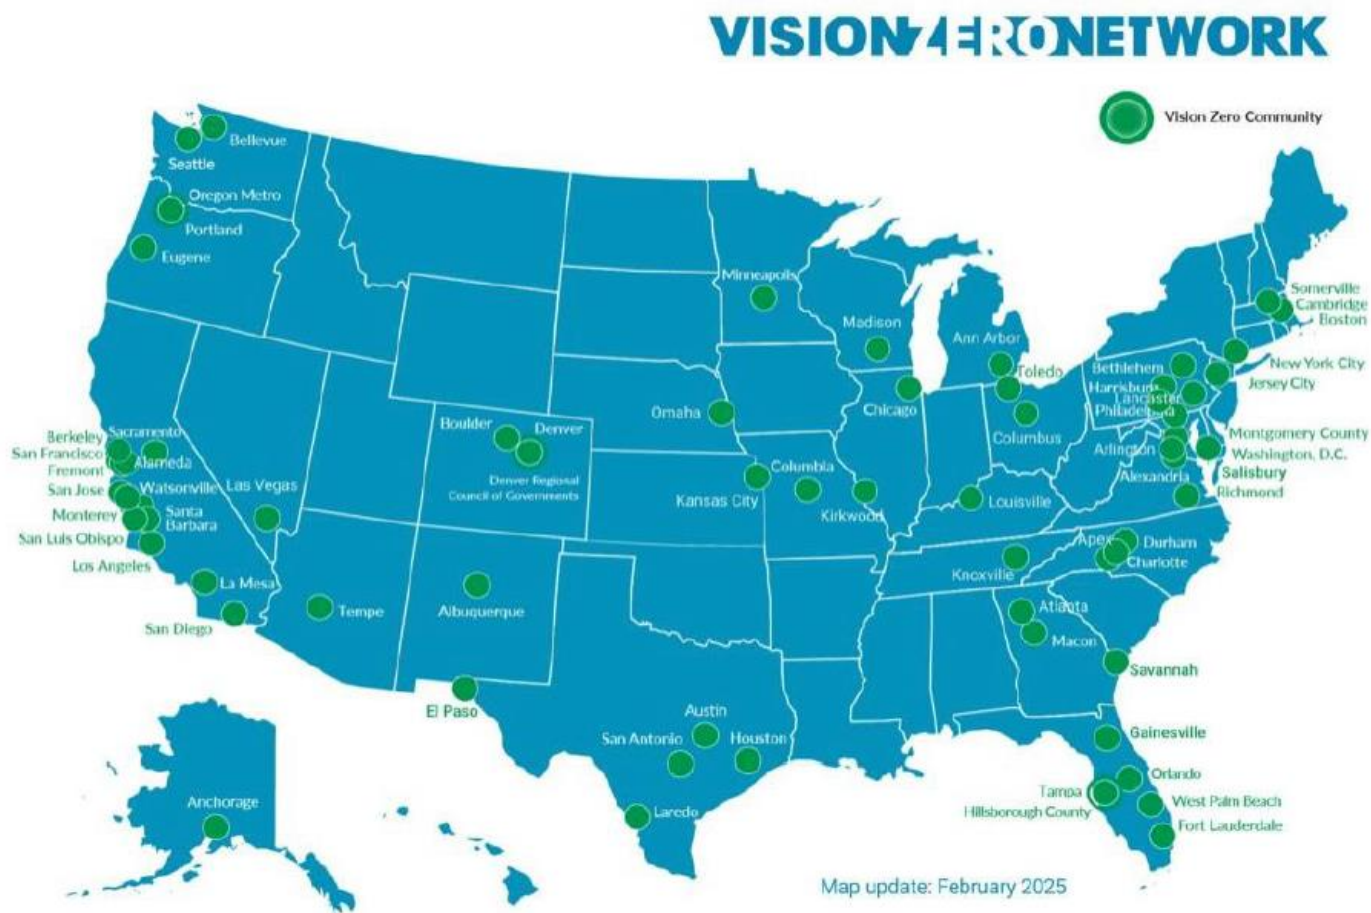 VISION ZERO NETWORK
Vision Zero Community
Bellevue
Seattle
Oregon Metro
Portland
Eugene
Minneapolis
Madison
Ann Arbor
Toledo
Chicago
Columbus
Omaha
Somerville
Cambridge
Boston
New York City
Jersey City
Bethlehem
Harrisburg
Lancaster
Philadelphia
Montgomery County
Washington, D.C.
Arlington
Alexandria
Salisbury
Richmond
Berkeley
Sacramento
San Francisco
Alameda
Fremont
San Jose
Watsonville
Las Vegas
Monterey
Santa
Barbara
San Luis Obispo
Los Angeles
La Mesa
San Diego
Boulder
Denver
Denver Regional
Council of Governments
Kansas City
Columbia
Kirkwood
Louisville
Knoxville
Apex
Durham
Charlotte
Tempe
Albuquerque
El Paso
Atlanta
Macon
Savannah
Austin
San Antonio
Houston
Laredo
Gainesville
Orlando
Tampa
Hillsborough County
West Palm Beach
Fort Lauderdale
Anchorage
Map update: February 2025